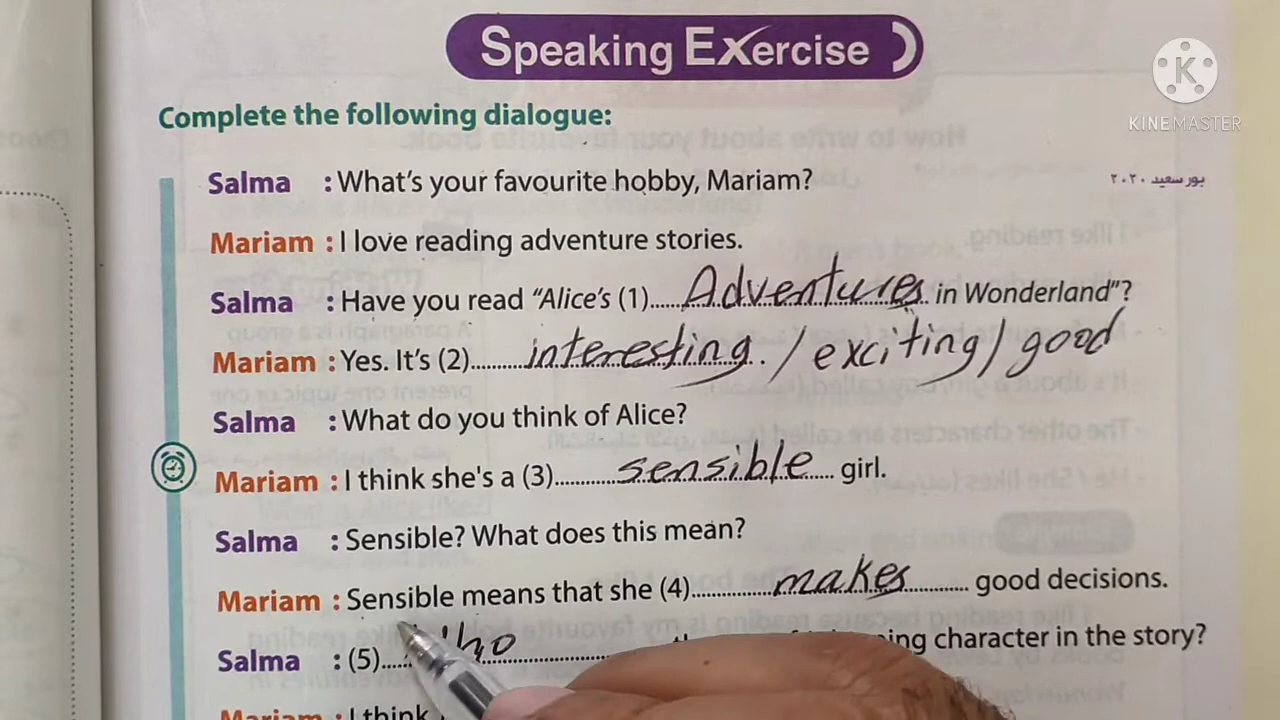 Speaking Exercise
KINEMASTER
Complete the following dialogue:
Salma : What's your favourite hobby, Mariam?
بورسعيد ٢٠٢٠
Mariam : I love reading adventure stories.
Salma : Have you read "Alice's (1)....Adventures.. in Wonderland"?
Mariam : Yes. It's (2)..........interesting. / exciting / good
Salma : What do you think of Alice?
Mariam : I think she's a (3)...........sensible.... girl.
Salma : Sensible? What does this mean?
Mariam : Sensible means that she (4)..............makes........... good decisions.
Salma : (5)..... character in the story?
Mariam : I think